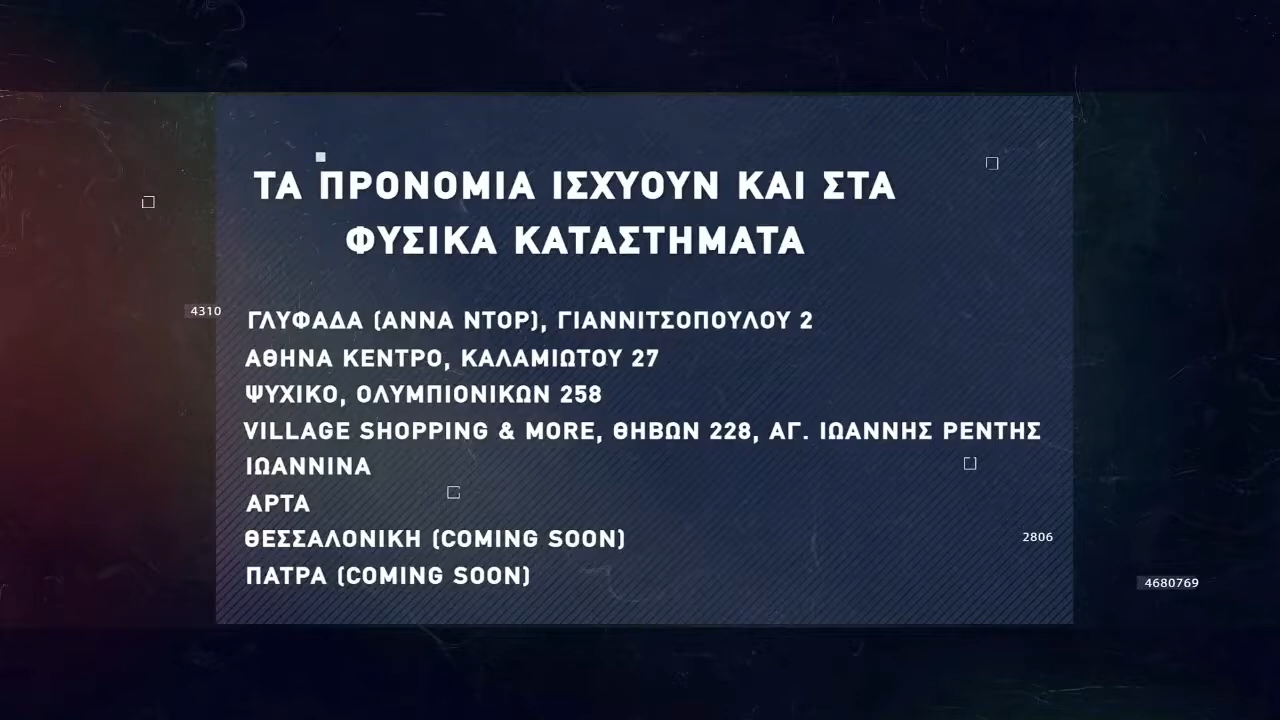 ΤΑ ΠΡΟΝΟΜΙΑ ΙΣΧΥΟΥΝ ΚΑΙ ΣΤΑ
ΦΥΣΙΚΑ ΚΑΤΑΣΤΗΜΑΤΑ
4310
ΓΛΥΦΑΔΑ (ΑΝΝΑ ΝΤΟΡ), ΓΙΑΝΝΙΤΣΟΠΟΥΛΟΥ 2
ΑΘΗΝΑ ΚΕΝΤΡΟ, ΚΑΛΑΜΙΩΤΟΥ 27
ΨΥΧΙΚΟ, ΟΛΥΜΠΙΟΝΙΚΩΝ 258
VILLAGE SHOPPING & MORE, ΘΗΒΩΝ 228, ΑΓ. ΙΩΑΝΝΗΣ ΡΕΝΤΗΣ
ΙΩΑΝΝΙΝΑ
ΑΡΤΑ
ΘΕΣΣΑΛΟΝΙΚΗ (COMING SOON)
2806
ΠΑΤΡΑ (COMING SOON)
4680769